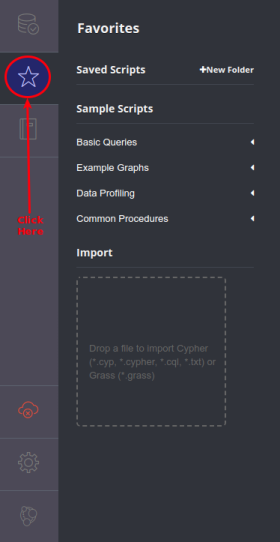 Favorites
Saved Scripts
+New Folder
Sample Scripts
Basic Queries
Example Graphs
Data Profiling
Common Procedures
Click
Here
Import
Drop a file to import Cypher
(*.cyp, *.cypher, *.cql, *.txt) or
Grass (*.grass)